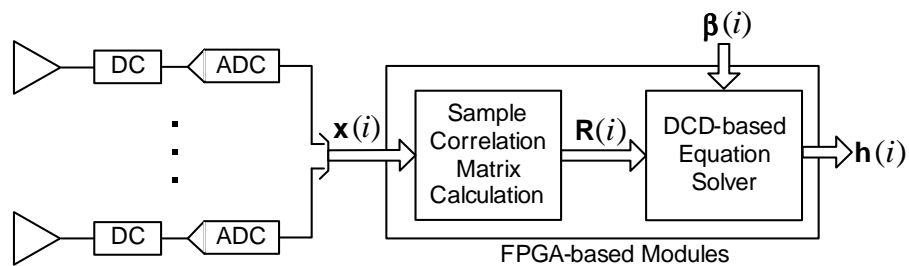 β(i)
DC
ADC
x(i)
Sample
Correlation
Matrix
Calculation
R(i)
DCD-based
Equation
Solver
h(i)
DC
ADC
FPGA-based Modules